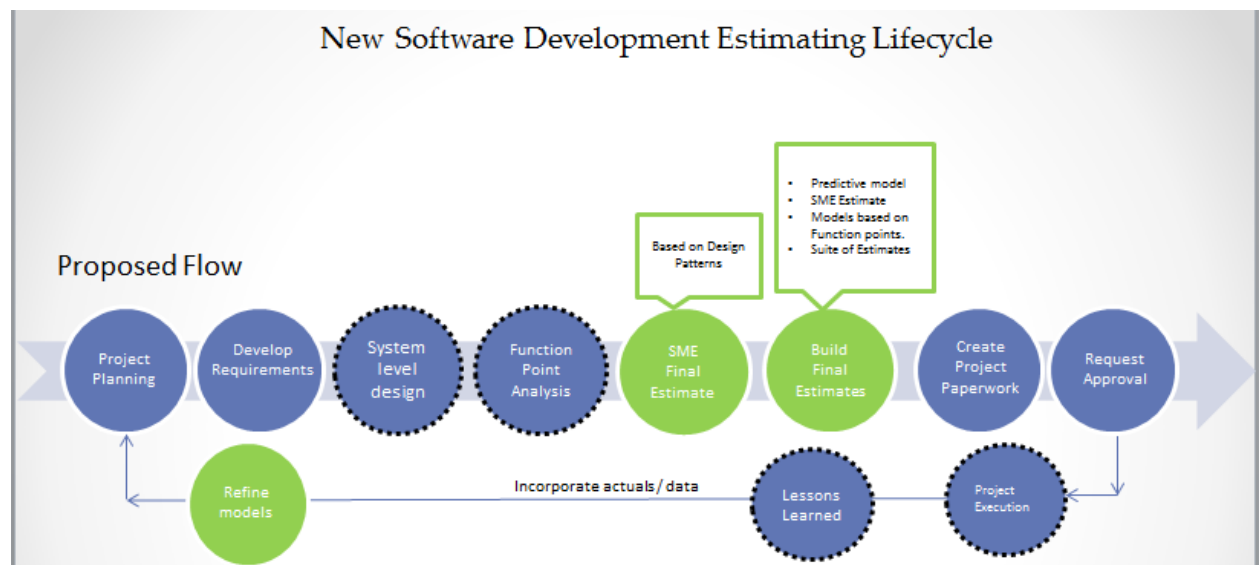 New Software Development Estimating Lifecycle
• Predictive model
• SME Estimate
• Models based on
Function points.
• Suite of Estimates
Based on Design
Patterns
Proposed Flow
Project
Planning
Develop
Requirements
System
level
design
Function
Point
Analysis
SME
Final
Estimate
Build
Final
Estimates
Create
Project
Paperwork
Request
Approval
Refine
models
Incorporate actuals/ data
Lessons
Learned
Project
Execution